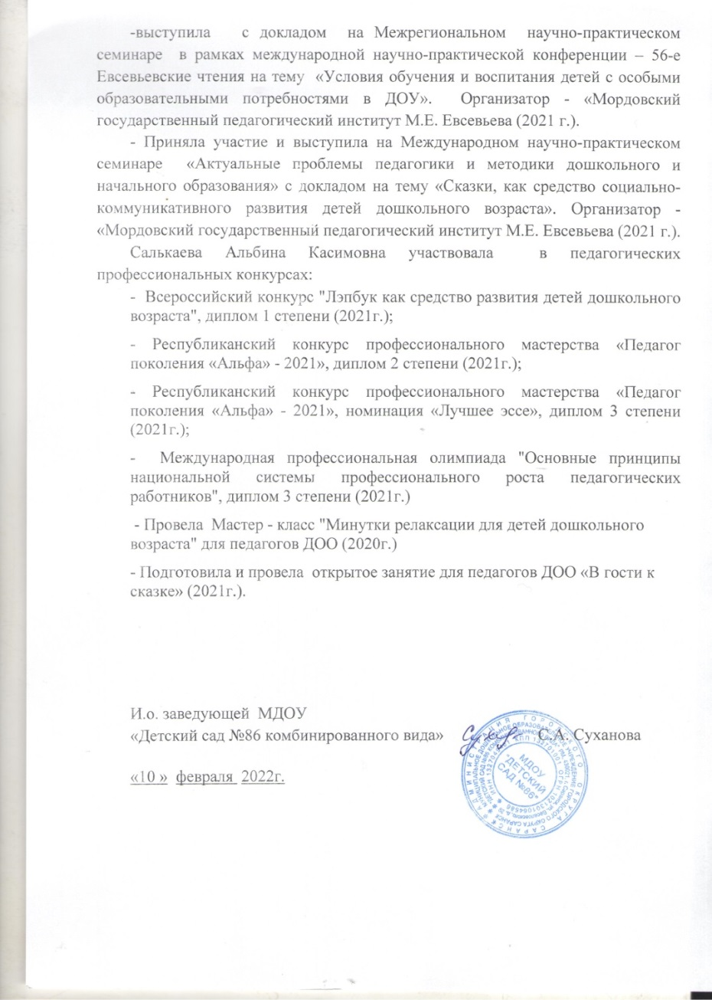 -выступила с докладом на Межрегиональном научно-практическом
семинаре в рамках международной научно-практической конференции – 56-е
Евсевьевские чтения на тему «Условия обучения и воспитания детей с особыми
образовательными потребностями в ДОУ». Организатор - «Мордовский
государственный педагогический институт М.Е. Евсевьева (2021 г.).
- Приняла участие и выступила на Международном научно-практическом
семинаре «Актуальные проблемы педагогики и методики дошкольного и
начального образования» с докладом на тему «Сказки, как средство социально-
коммуникативного развития детей дошкольного возраста». Организатор -
«Мордовский государственный педагогический институт М.Е. Евсевьева (2021 г.).
Салькаева Альбина Касимовна участвовала в педагогических
профессиональных конкурсах:
- Всероссийский конкурс "Лэпбук как средство развития детей дошкольного
возраста", диплом 1 степени (2021г.);
- Республиканский конкурс профессионального мастерства «Педагог
поколения «Альфа» - 2021», диплом 2 степени (2021г.);
- Республиканский конкурс профессионального мастерства «Педагог
поколения «Альфа» - 2021», номинация «Лучшее эссе», диплом 3 степени
(2021г.);
- Международная профессиональная олимпиада "Основные принципы
национальной системы профессионального роста педагогических
работников", диплом 3 степени (2021г.)
- Провела Мастер - класс "Минутки релаксации для детей дошкольного
возраста" для педагогов ДОО (2020г.)
- Подготовила и провела открытое занятие для педагогов ДОО «В гости к
сказке» (2021г.).
И.о. заведующей МДОУ
«Детский сад №86 комбинированного вида» С.А. Суханова
«10 » февраля 2022г.
МДОУ
"ДЕТСКИЙ
САД №86"